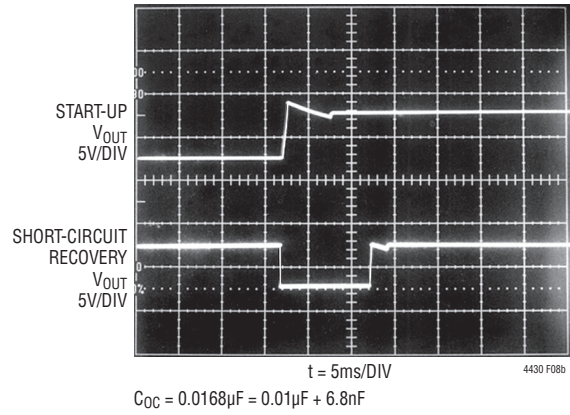 START-UP
VOUT
5V/DIV
SHORT-CIRCUIT
RECOVERY
VOUT
5V/DIV
t = 5ms/DIV
4430 F08b
COC = 0.0168µF = 0.01µF + 6.8nF